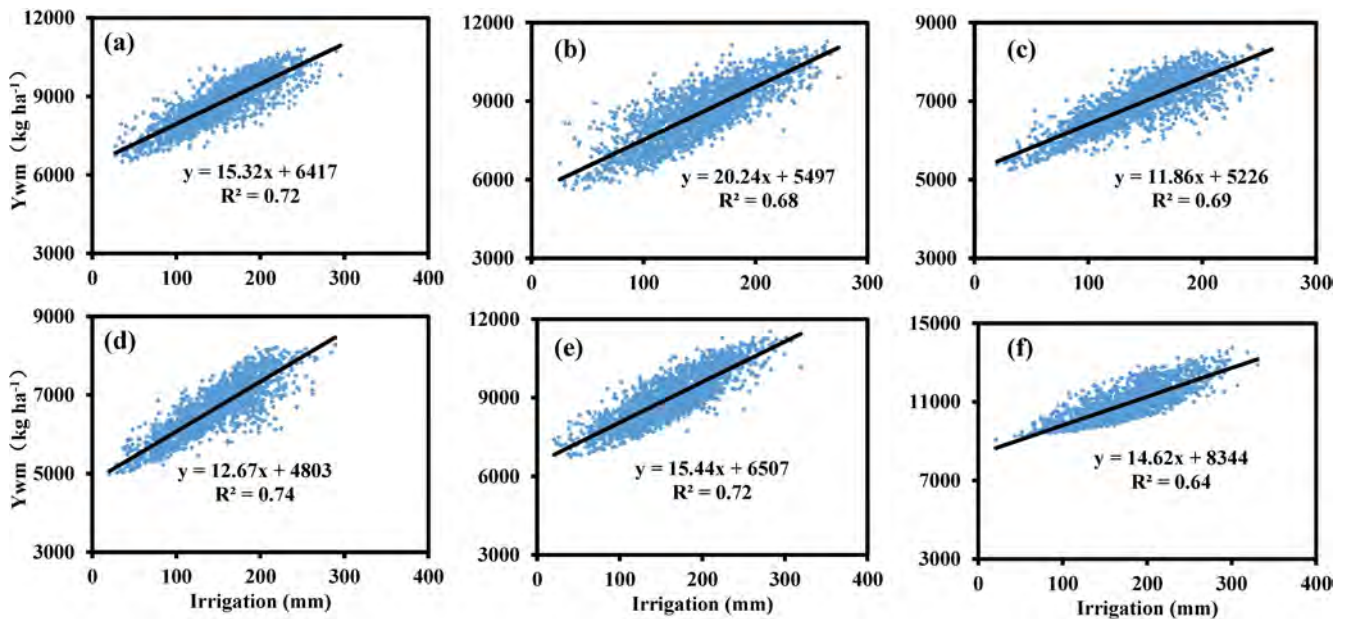 12000
9000
6000
3000
0
100
200
300
400
(a)
y = 15.32x + 6417
R² = 0.72
Ywm (kg ha⁻¹)
12000
9000
6000
3000
0
100
200
300
(b)
y = 20.24x + 5497
R² = 0.68
9000
7000
5000
3000
0
100
200
300
(c)
y = 11.86x + 5226
R² = 0.69
9000
7000
5000
3000
0
100
200
300
400
(d)
y = 12.67x + 4803
R² = 0.74
Ywm (kg ha⁻¹)
Irrigation (mm)
12000
9000
6000
3000
0
100
200
300
400
(e)
y = 15.44x + 6507
R² = 0.72
Irrigation (mm)
15000
11000
7000
3000
0
100
200
300
400
(f)
y = 14.62x + 8344
R² = 0.64
Irrigation (mm)